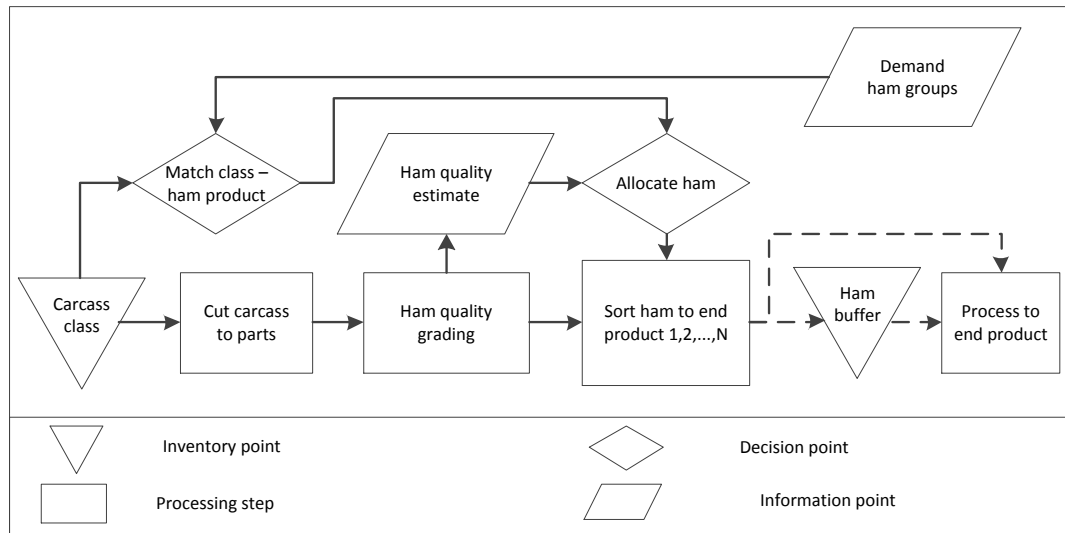 Demand
ham groups
Match class –
ham product
Ham quality
estimate
Allocate ham
Carcass
class
Cut carcass
to parts
Ham quality
grading
Sort ham to end
product 1,2,...,N
Ham
buffer
Process to
end product
Inventory point
Decision point
Processing step
Information point